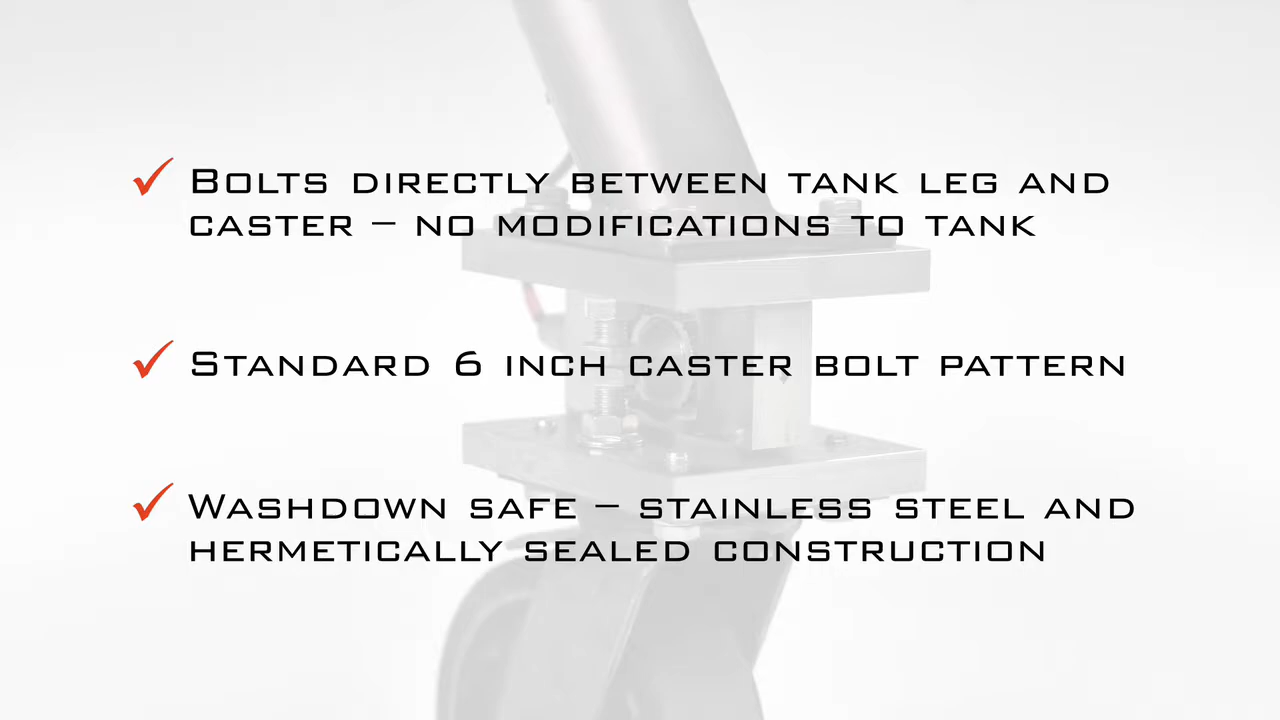 Bolts directly between tank leg and
caster – no modifications to tank
Standard 6 inch caster bolt pattern
Washdown safe – stainless steel and
hermetically sealed construction